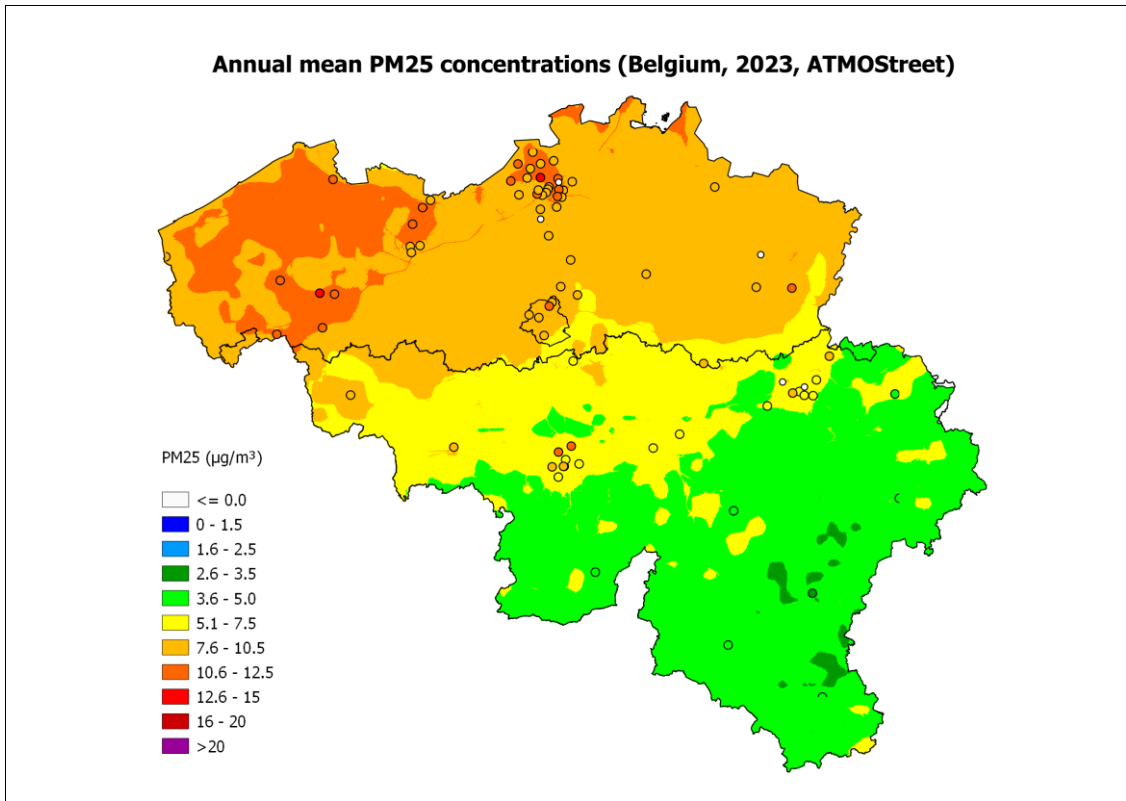 Annual mean PM25 concentrations (Belgium, 2023, ATMOStreet)
PM25 (µg/m³)
<= 0.0
0 - 1.5
1.6 - 2.5
2.6 - 3.5
3.6 - 5.0
5.1 - 7.5
7.6 - 10.5
10.6 - 12.5
12.6 - 15
16 - 20
>20